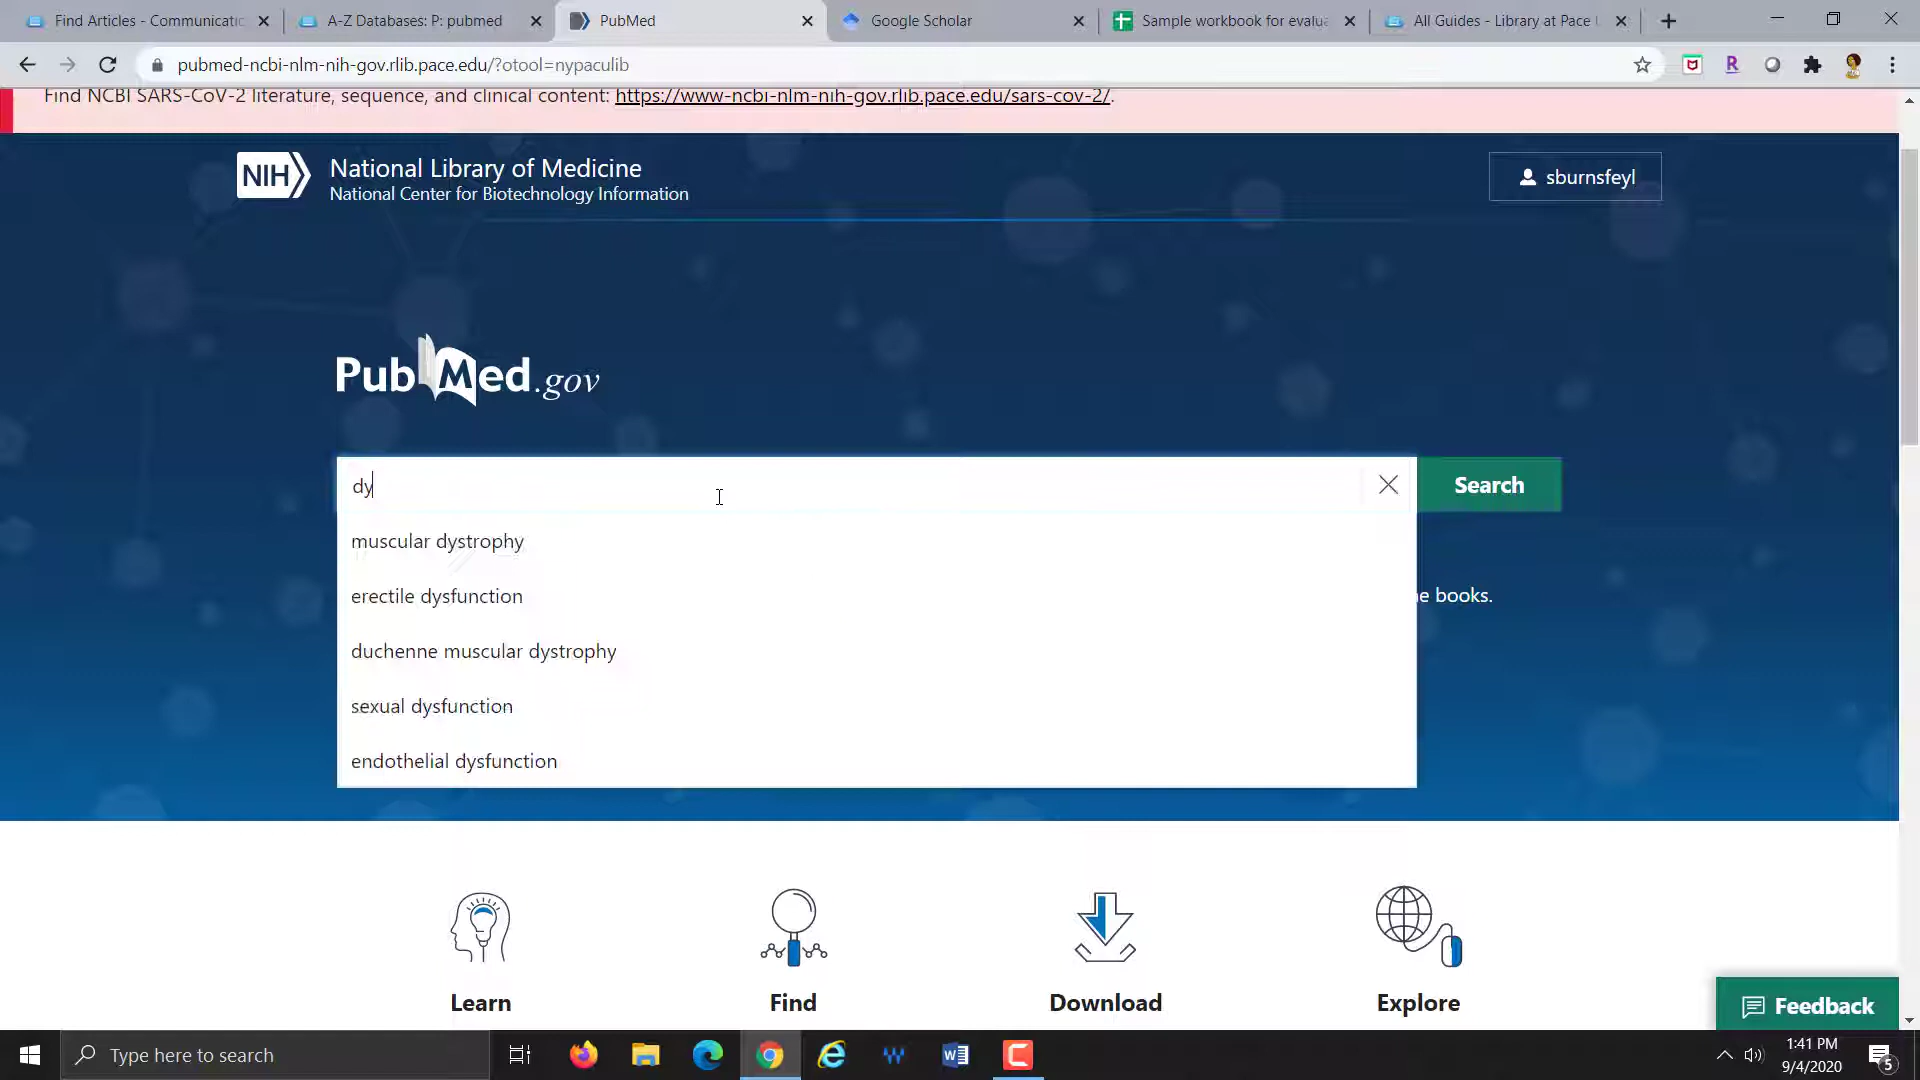 Find Articles - Communicatic
A-Z Databases: P: pubmed
PubMed
Google Scholar
Sample workbook for evalua
All Guides - Library at Pace
pubmed-ncbi-nlm-nih-gov.rlib.pace.edu/?otool=nypaculib
Find NCBI SARS-CoV-2 literature, sequence, and clinical content: https://www-ncbi-nlm-nih-gov.rlib.pace.edu/sars-cov-2/.
NIH
National Library of Medicine
National Center for Biotechnology Information
sburnsfeyl
PubMed.gov
dy
Search
muscular dystrophy
erectile dysfunction
duchenne muscular dystrophy
sexual dysfunction
endothelial dysfunction
books.
Learn
Find
Download
Explore
Feedback
Type here to search
1:41 PM
9/4/2020
5